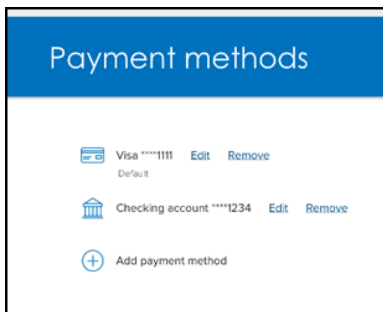 Payment methods
Visa ****1111 Edit Remove
Default
Checking account ****1234 Edit Remove
Add payment method